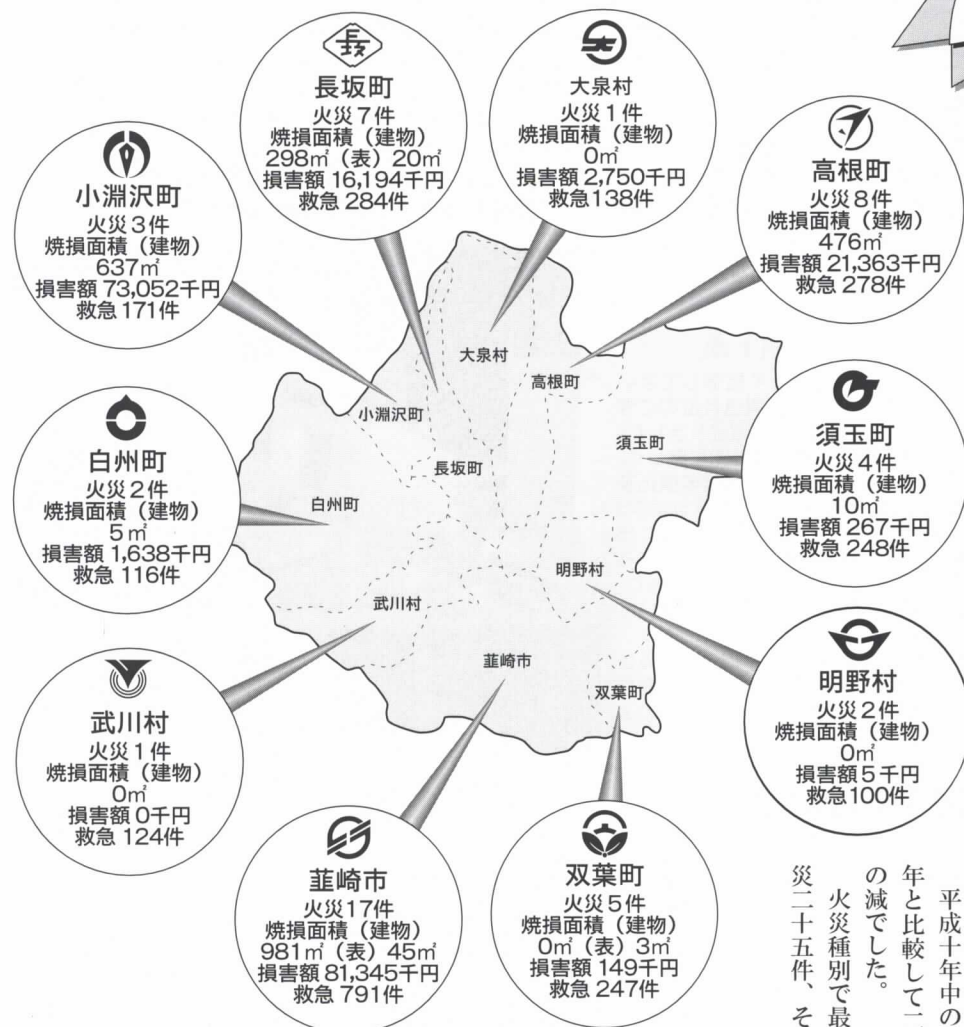 長坂町
火災7件
焼損面積(建物)
298㎡(表)20㎡
損害額 16,194千円
救急 284件
大泉村
火災1件
焼損面積(建物)
0㎡
損害額 2,750千円
救急138件
小淵沢町
火災3件
焼損面積(建物)
637㎡
損害額 73,052千円
救急 171件
高根町
火災8件
焼損面積(建物)
476㎡
損害額 21,363千円
救急 278件
白州町
火災2件
焼損面積(建物)
5㎡
損害額 1,638千円
救急 116件
須玉町
火災4件
焼損面積(建物)
10㎡
損害額 267千円
救急 248件
武川村
火災1件
焼損面積(建物)
0㎡
損害額 0千円
救急 124件
明野村
火災2件
焼損面積(建物)
0㎡
損害額 5千円
救急100件
韮崎市
火災17件
焼損面積(建物)
981㎡(表)45㎡
損害額 81,345千円
救急 791件
双葉町
火災5件
焼損面積(建物)
0㎡(表)3㎡
損害額 149千円
救急 247件
大泉村
高根町
小淵沢町
須玉町
長坂町
白州町
明野村
武川村
韮崎市
双葉町
平成十年中の
年と比較して二
の減でした。
火災種別で最
災二十五件、そ